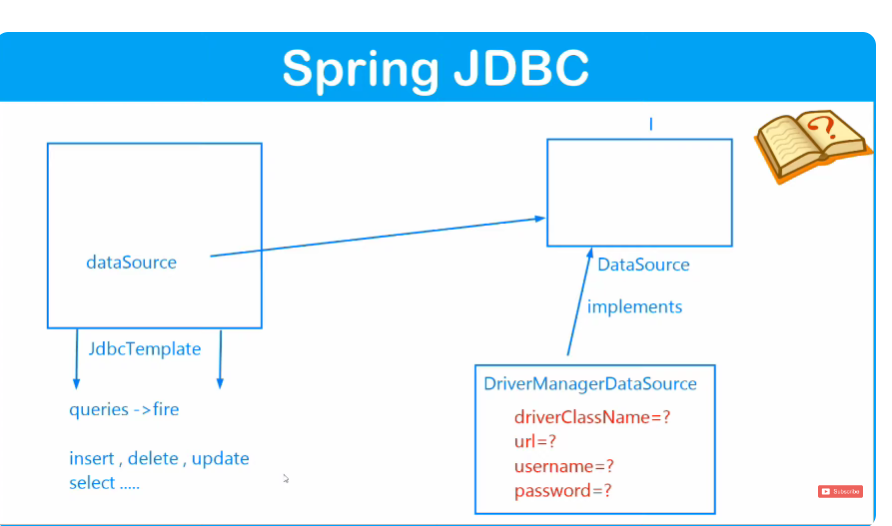 Spring JDBC
I
?
dataSource
DataSource
implements
JdbcTemplate
DriverManagerDataSource
queries ->fire
driverClassName=?
url=?
insert , delete , update
username=?
select .....
password=?
Subscribe